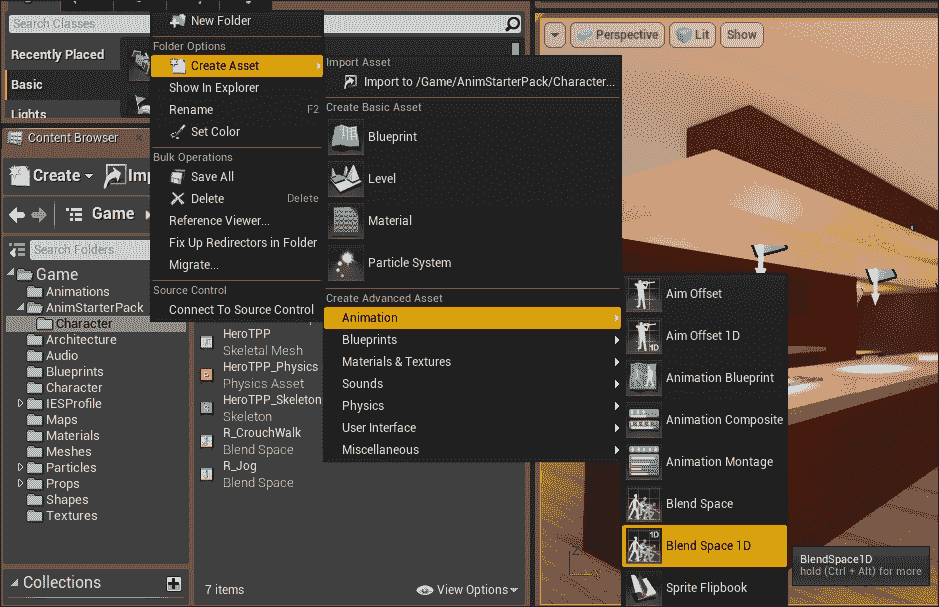 Search Classes
Recently Placed
Basic
Lights
Content Browser
Create
Imp
Game
Search Folders
Game
Animations
AnimStarterPack
Character
Architecture
Audio
Blueprints
Character
IESProfile
Maps
Materials
Meshes
Particles
Props
Shapes
Textures
Collections
New Folder
Folder Options
Create Asset
Show In Explorer
Rename F2
Set Color
Bulk Operations
Save All
Delete Delete
Reference Viewer...
Fix Up Redirectors in Folder
Migrate...
Source Control
Connect To Source Control
HeroTPP
Skeletal Mesh
HeroTPP_Physics
Physics Asset
HeroTPP_Skeleton
Skeleton
R_CrouchWalk
Blend Space
R_Jog
Blend Space
7 items
View Options
Import Asset
Import to /Game/AnimStarterPack/Character...
Create Basic Asset
Blueprint
Level
Material
Particle System
Create Advanced Asset
Animation
Blueprints
Materials & Textures
Sounds
Physics
User Interface
Miscellaneous
Perspective
Lit
Show
Aim Offset
1D
Aim Offset 1D
Animation Blueprint
Animation Composite
Animation Montage
Blend Space
1D
Blend Space 1D
Sprite Flipbook
BlendSpace1D
hold (Ctrl + Alt) for more